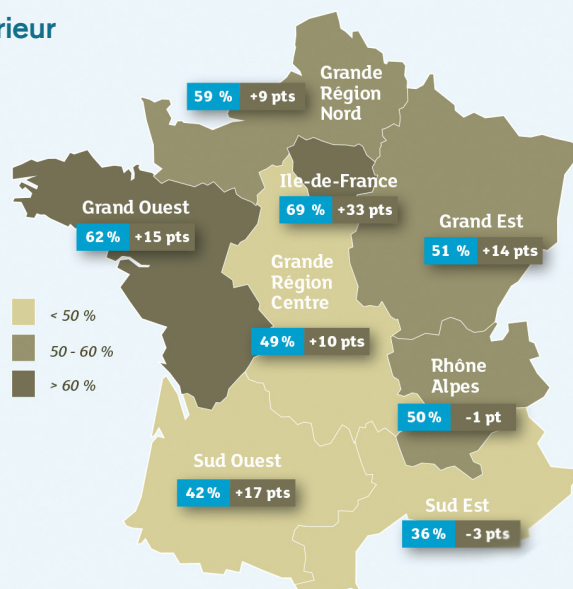 rieur
Grande
Région
Nord
59 % +9 pts
Ile-de-France
69 % +33 pts
Grand Ouest
62 % +15 pts
Grand Est
51 % +14 pts
Grande
Région
Centre
49 % +10 pts
< 50 %
50 - 60 %
> 60 %
Rhône
Alpes
50 % -1 pt
Sud Ouest
42 % +17 pts
Sud Est
36 % -3 pts